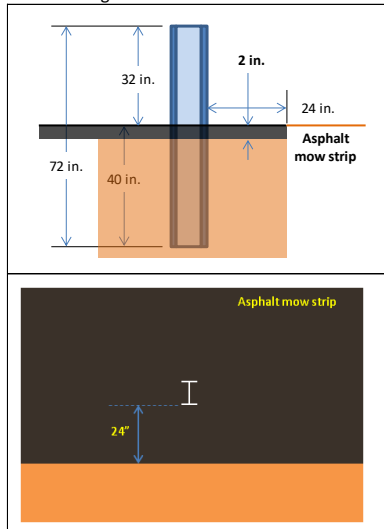 32 in.
2 in.
24 in.
Asphalt
mow strip
72 in.
40 in.
Asphalt mow strip
24"